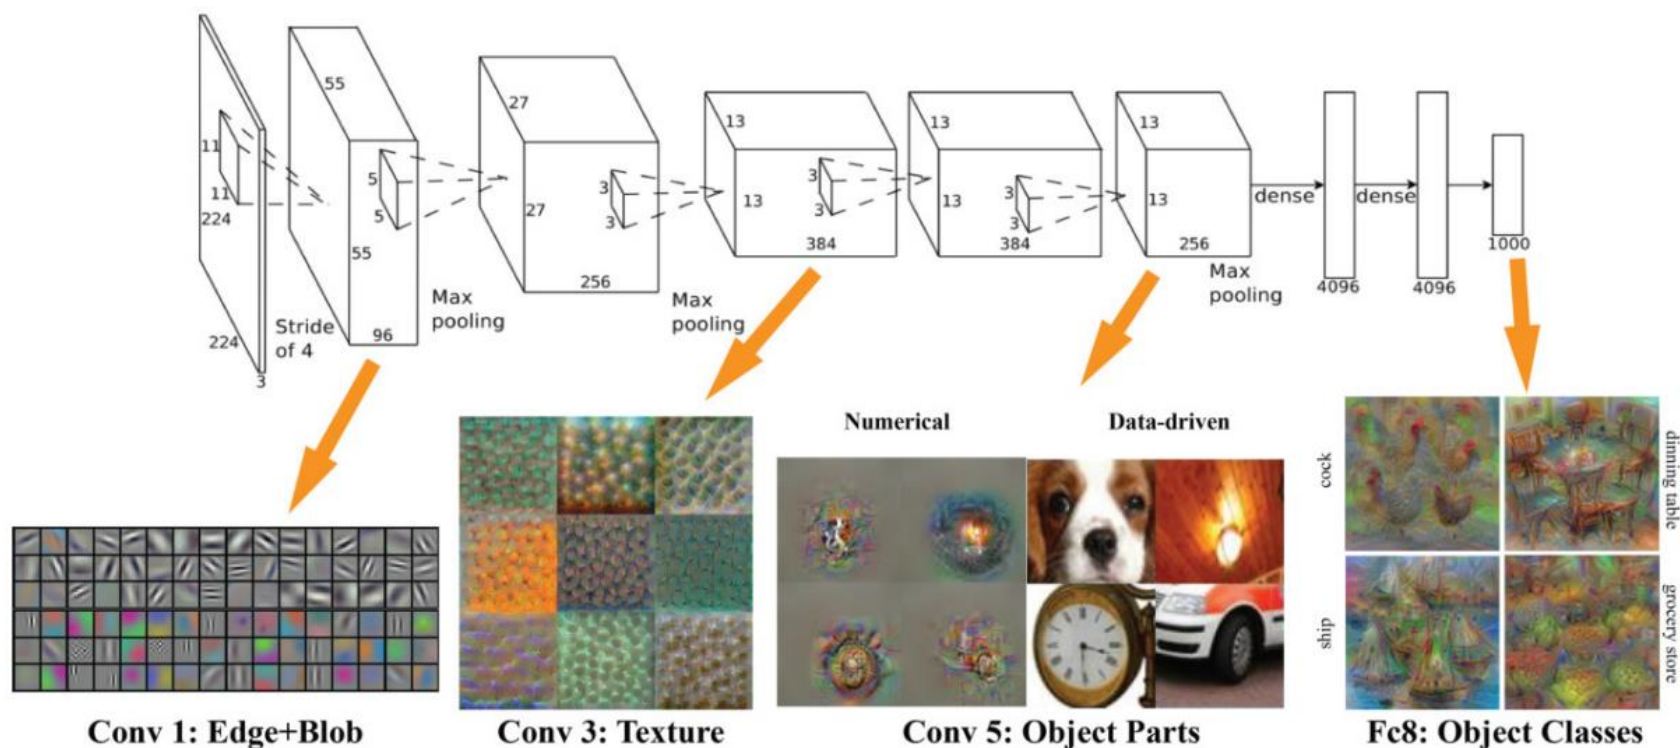 55
27
13
13
13
11
5
3
3
3
11
5
3
3
3
224
27
13
13
13
dense
dense
55
384
384
256
1000
256
Max
pooling
4096
4096
Max
pooling
Max
pooling
Stride
of 4
96
224
3
Numerical
Data-driven
cock
dinning table
ship
grocery store
Conv 1: Edge+Blob
Conv 3: Texture
Conv 5: Object Parts
Fc8: Object Classes